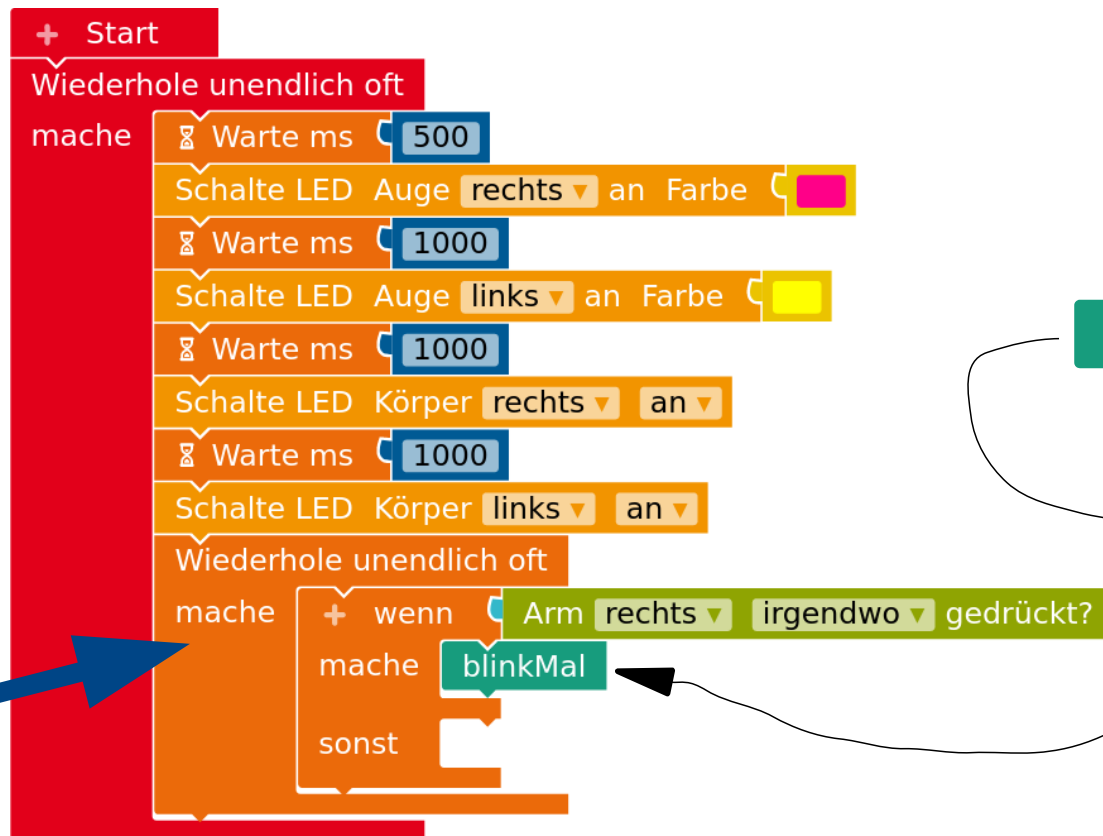 + Start
Wiederhole unendlich oft
mache Warte ms 500
Schalte LED Auge rechts an Farbe
Warte ms 1000
Schalte LED Auge links an Farbe
Warte ms 1000
Schalte LED Körper rechts an
Warte ms 1000
Schalte LED Körper links an
Wiederhole unendlich oft
mache + wenn Arm rechts irgendwo gedrückt?
mache blinkMal
sonst